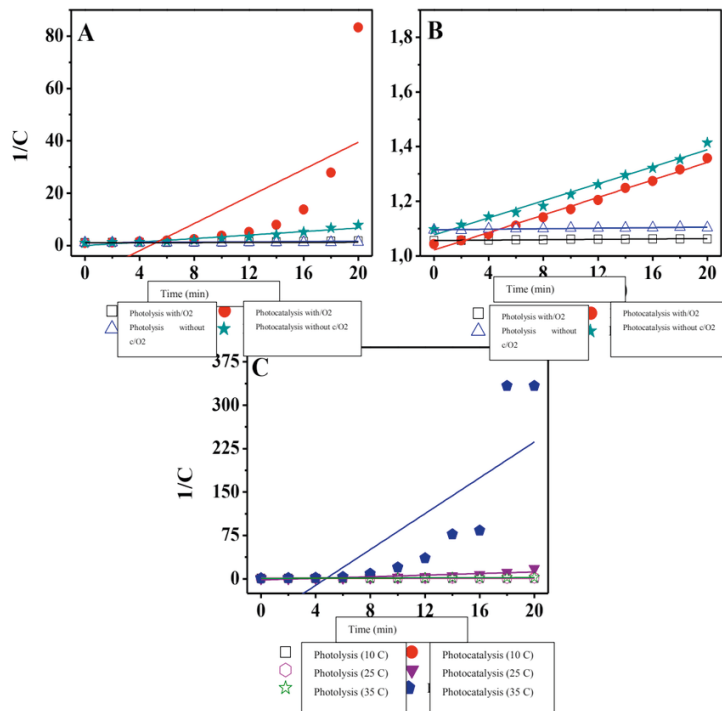 A
B
80
60
40
20
0
1/C
0 4 8 12 16 20
Time (min)
Photolysis with/O2
Photolysis without
c/O2
Photocatalysis with/O2
Photocatalysis without c/O2
1,8
1,6
1,4
1,2
1,0
0 4 8 12 16 20
Time (min)
Photolysis with/O2
Photolysis without
c/O2
Photocatalysis with/O2
Photocatalysis without c/O2
C
375
225
75
0
1/C
0 4 8 12 16 20
Time (min)
Photolysis (10 C)
Photolysis (25 C)
Photolysis (35 C)
Photocatalysis (10 C)
Photocatalysis (25 C)
Photocatalysis (35 C)